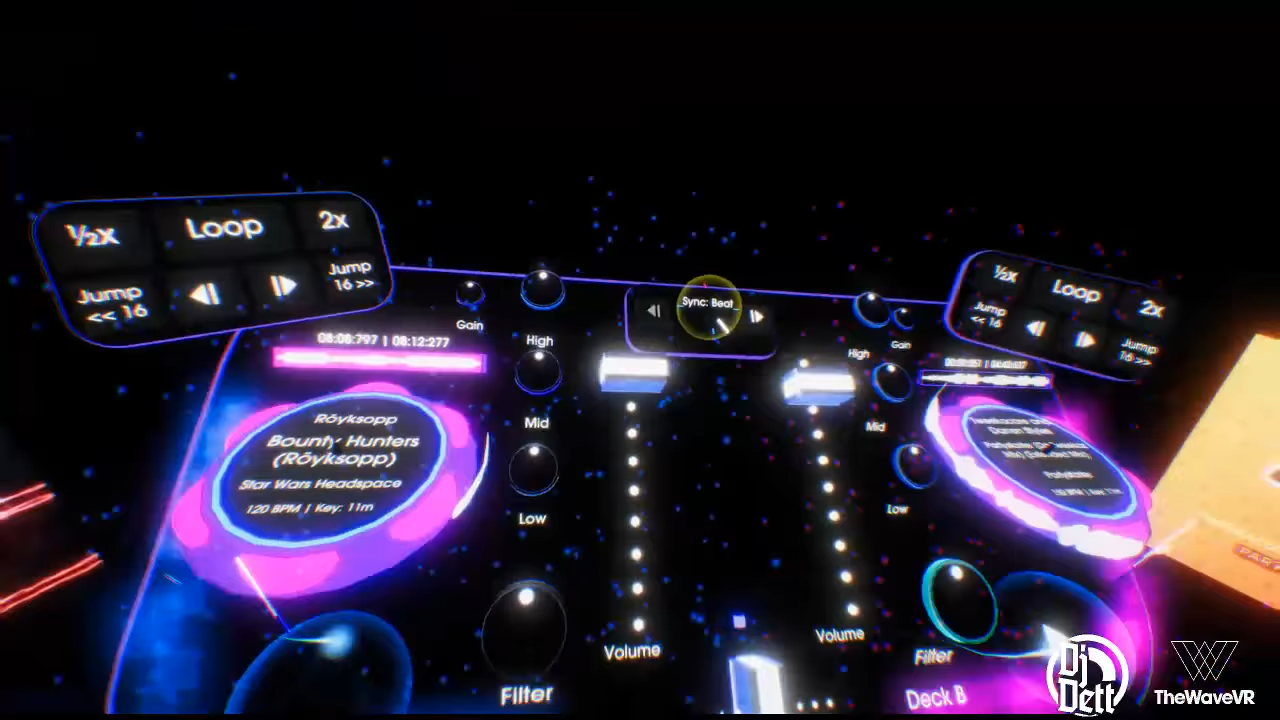 ½x Loop 2x
Jump
<< 16
Jump
16 >>
Gain
High
Mid
Low
Filter
08:08:797 | 08:12:277
Röyksopp
Bounty Hunters
(Röyksopp)
Star Wars Headspace
120 BPM | Key: 11m
Sync: Beat
Volume
Volume
½x Loop 2x
Jump
<< 16
Jump
16 >>
Gain
High
Mid
Low
Filter
Deck B
Dj
Dett
TheWaveVR